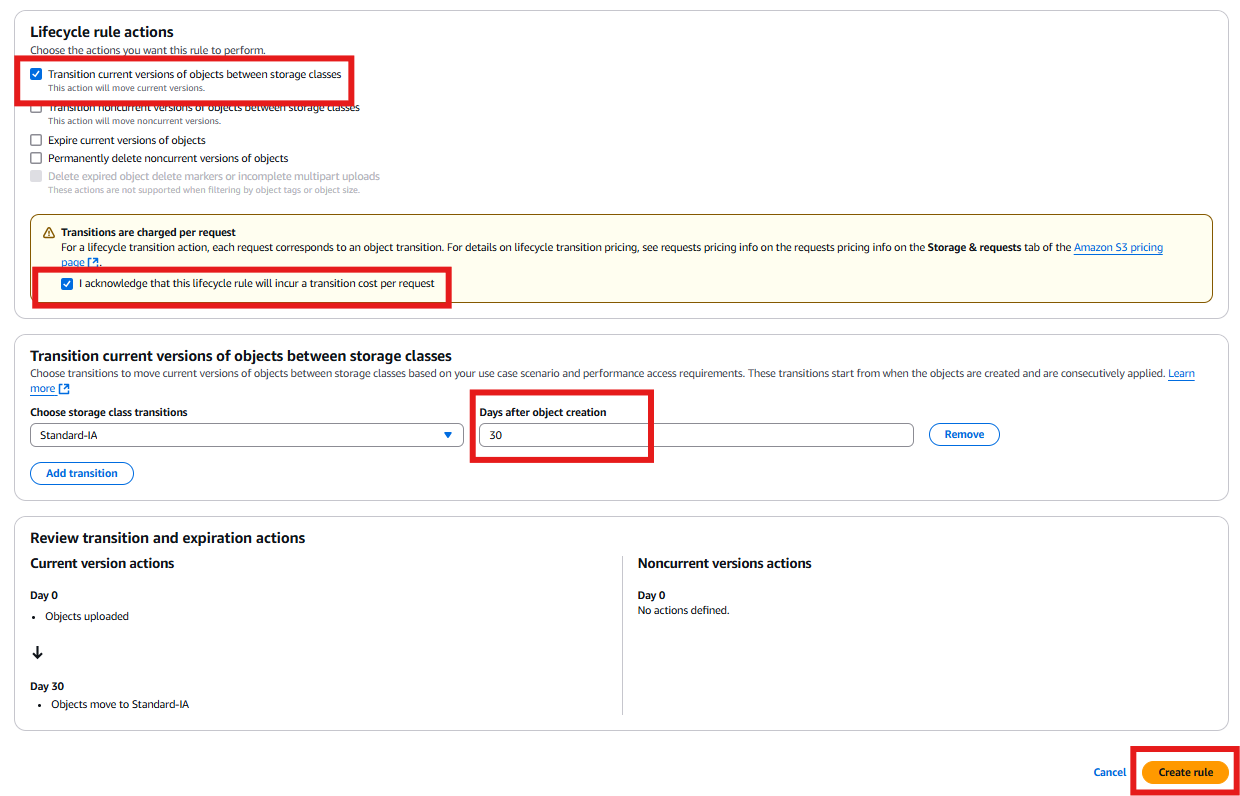 Lifecycle rule actions
Choose the actions you want this rule to perform.
Transition current versions of objects between storage classes
This action will move current versions.
Transition noncurrent versions of objects between storage classes
This action will move noncurrent versions.
Expire current versions of objects
Permanently delete noncurrent versions of objects
Delete expired object delete markers or incomplete multipart uploads
These actions are not supported when filtering by object tags or object size.
Transitions are charged per request
For a lifecycle transition action, each request corresponds to an object transition. For details on lifecycle transition pricing, see requests pricing info on the requests pricing info on the Storage & requests tab of the Amazon S3 pricing
page.
I acknowledge that this lifecycle rule will incur a transition cost per request
Transition current versions of objects between storage classes
Choose transitions to move current versions of objects between storage classes based on your use case scenario and performance access requirements. These transitions start from when the objects are created and are consecutively applied. Learn
more
Choose storage class transitions
Days after object creation
Standard-IA
30
Remove
Add transition
Review transition and expiration actions
Current version actions
Day 0
Objects uploaded
Day 30
Objects move to Standard-IA
Noncurrent versions actions
Day 0
No actions defined.
Cancel
Create rule